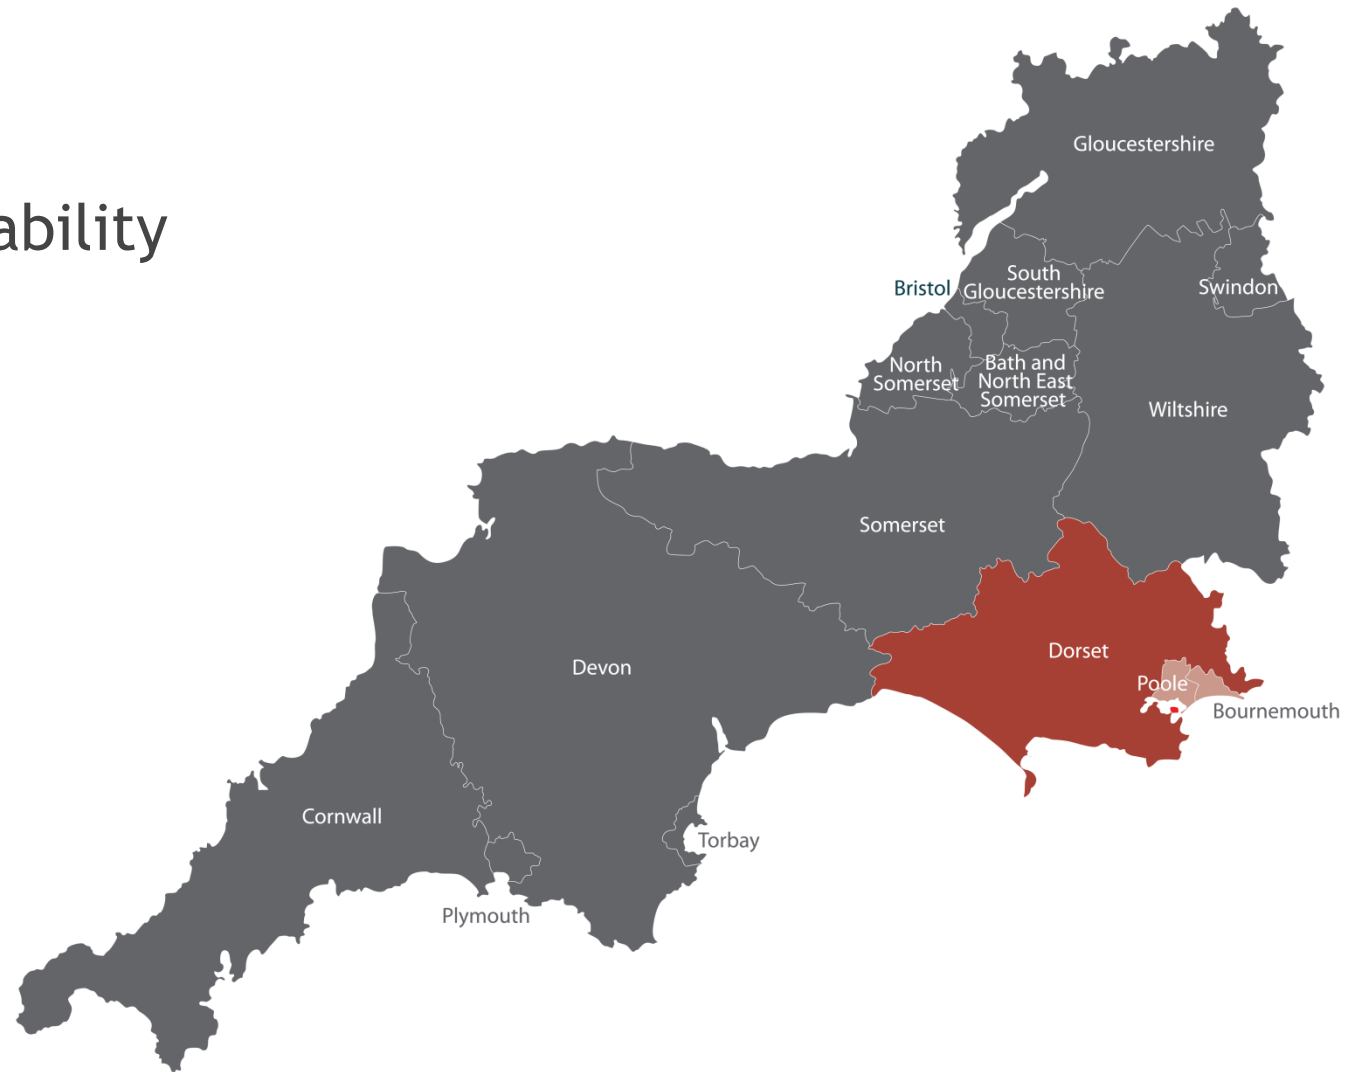 ability
Gloucestershire
South
Gloucestershire
Bristol
Swindon
North
Somerset
Bath and
North East
Somerset
Wiltshire
Somerset
Dorset
Devon
Poole
Bournemouth
Cornwall
Torbay
Plymouth